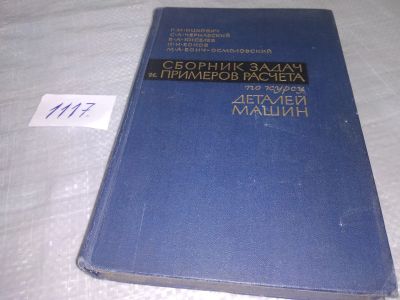 Г.М. ИЦКОВИЧ
С.А. ЧЕРНАВСКИЙ
В.А. КИСЕЛЕВ
К.Н. БОКОВ
М.А. БОНЧ-ОСМОЛОВСКИЙ
СБОРНИК ЗАДАЧ
и ПРИМЕРОВ РАСЧЕТА
по курсу
ДЕТАЛЕЙ
МАШИН
1117.